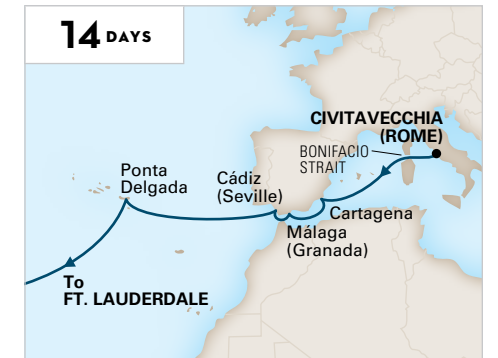 14 DAYS
CIVITAVECCHIA
(ROME)
BONIFACIO
STRAIT
Ponta
Delgada
Cádiz
(Seville)
Cartagena
Málaga
(Granada)
To
FT. LAUDERDALE